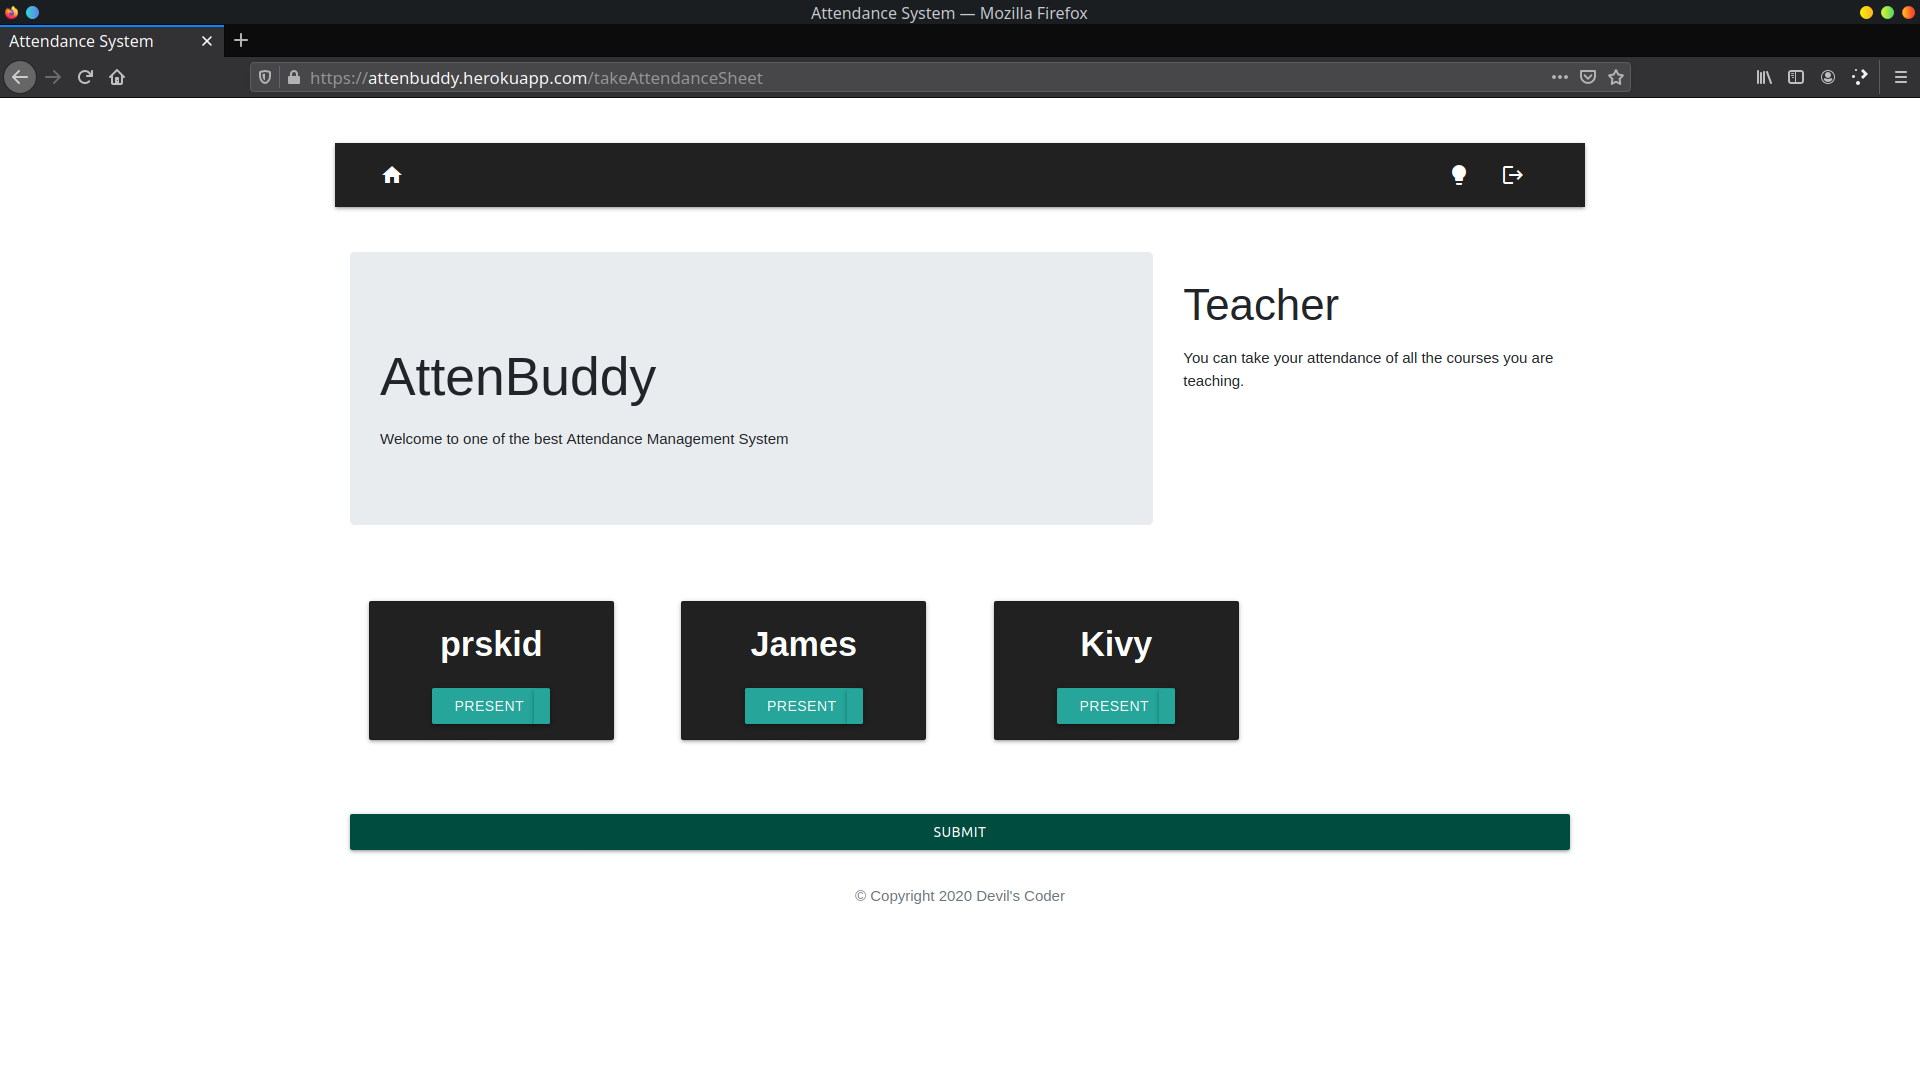 Attendance System — Mozilla Firefox
Attendance System
https://attenbuddy.herokuapp.com/takeAttendanceSheet
AttenBuddy
Welcome to one of the best Attendance Management System
Teacher
You can take your attendance of all the courses you are
teaching.
prskid
PRESENT
James
PRESENT
Kivy
PRESENT
SUBMIT
© Copyright 2020 Devil's Coder